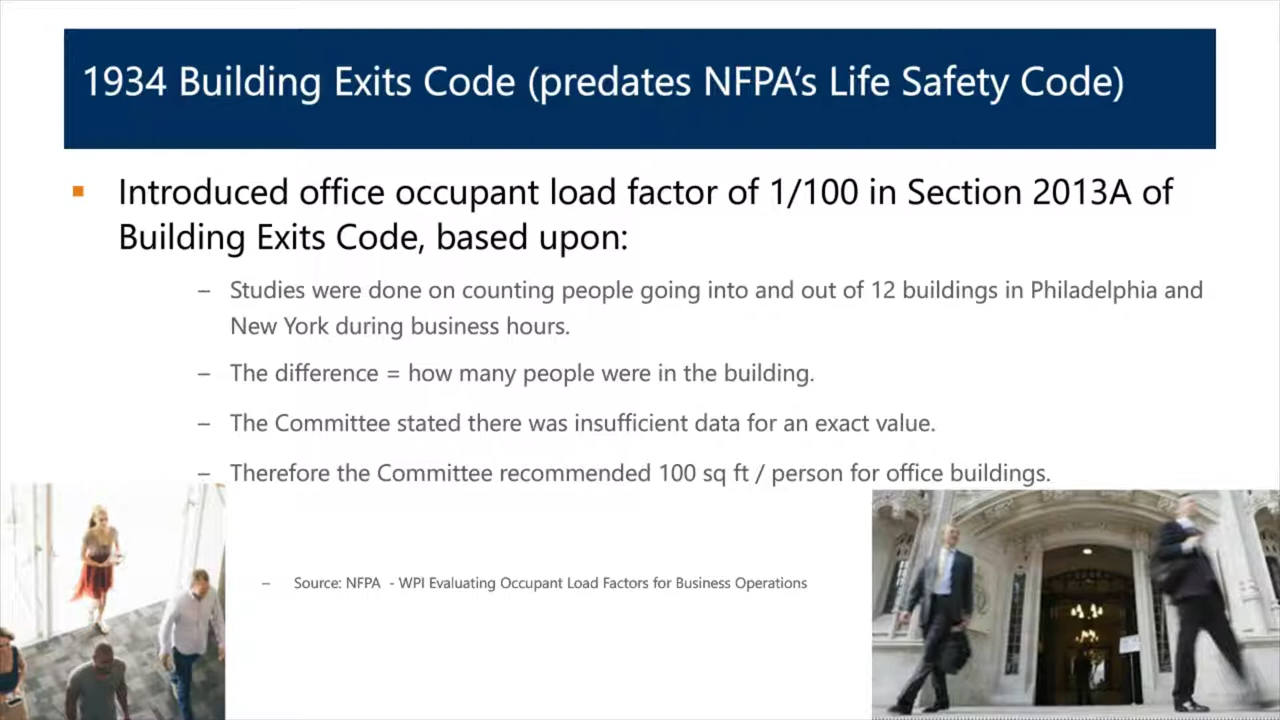 1934 Building Exits Code (predates NFPA's Life Safety Code)
▪ Introduced office occupant load factor of 1/100 in Section 2013A of
Building Exits Code, based upon:
– Studies were done on counting people going into and out of 12 buildings in Philadelphia and
New York during business hours.
– The difference = how many people were in the building.
– The Committee stated there was insufficient data for an exact value.
– Therefore the Committee recommended 100 sq ft / person for office buildings.
– Source: NFPA - WPI Evaluating Occupant Load Factors for Business Operations